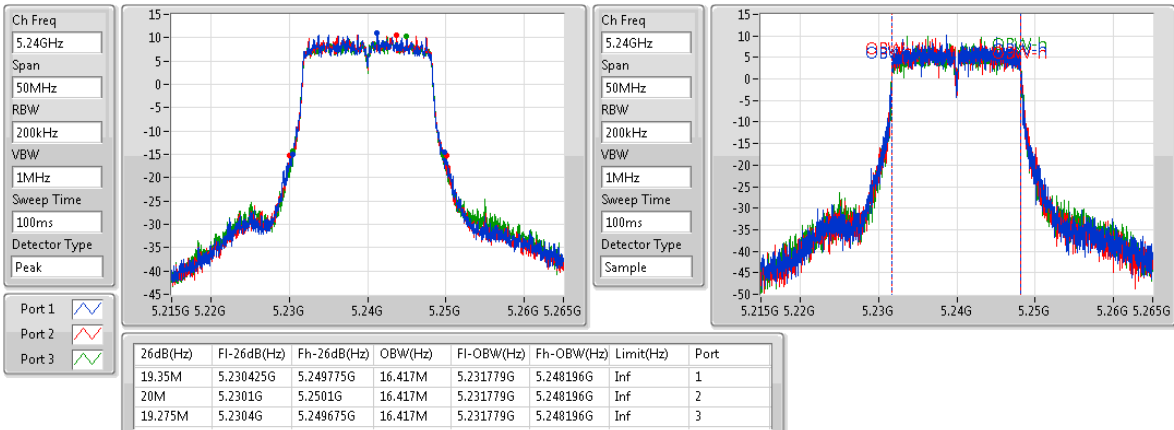 Ch Freq
5.24GHz
Span
50MHz
RBW
200kHz
VBW
1MHz
Sweep Time
100ms
Detector Type
Peak
Port 1
Port 2
Port 3
15
10
5
0
-5
-10
-15
-20
-25
-30
-35
-40
-45
5.215G 5.22G 5.23G 5.24G 5.25G 5.26G 5.265G
Ch Freq
5.24GHz
Span
50MHz
RBW
200kHz
VBW
1MHz
Sweep Time
100ms
Detector Type
Sample
15
10
5
0
-5
-10
-15
-20
-25
-30
-35
-40
-45
-50
OBW-h
5.215G 5.22G 5.23G 5.24G 5.25G 5.26G 5.265G
26dB(Hz) Fl-26dB(Hz) Fh-26dB(Hz) OBW(Hz) Fl-OBW(Hz) Fh-OBW(Hz) Limit(Hz) Port
19.35M 5.230425G 5.249775G 16.417M 5.231779G 5.248196G Inf 1
20M 5.2301G 5.2501G 16.417M 5.231779G 5.248196G Inf 2
19.275M 5.2304G 5.249675G 16.417M 5.231779G 5.248196G Inf 3